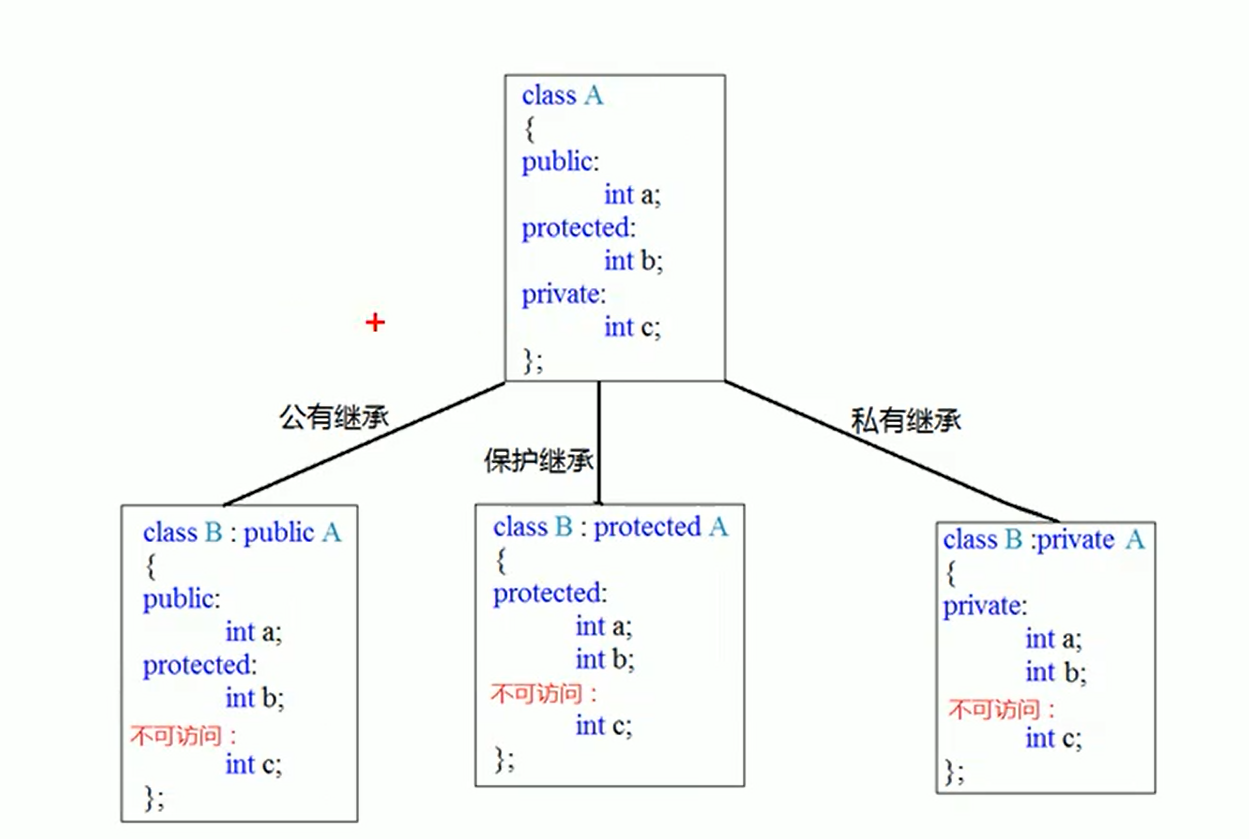 class A
{
public:
int a;
protected:
int b;
private:
int c;
};
公有继承
保护继承
私有继承
class B : public A
{
public:
int a;
protected:
int b;
不可访问：
int c;
};
class B : protected A
{
protected:
int a;
int b;
不可访问：
int c;
};
class B :private A
{
private:
int a;
int b;
不可访问：
int c;
};